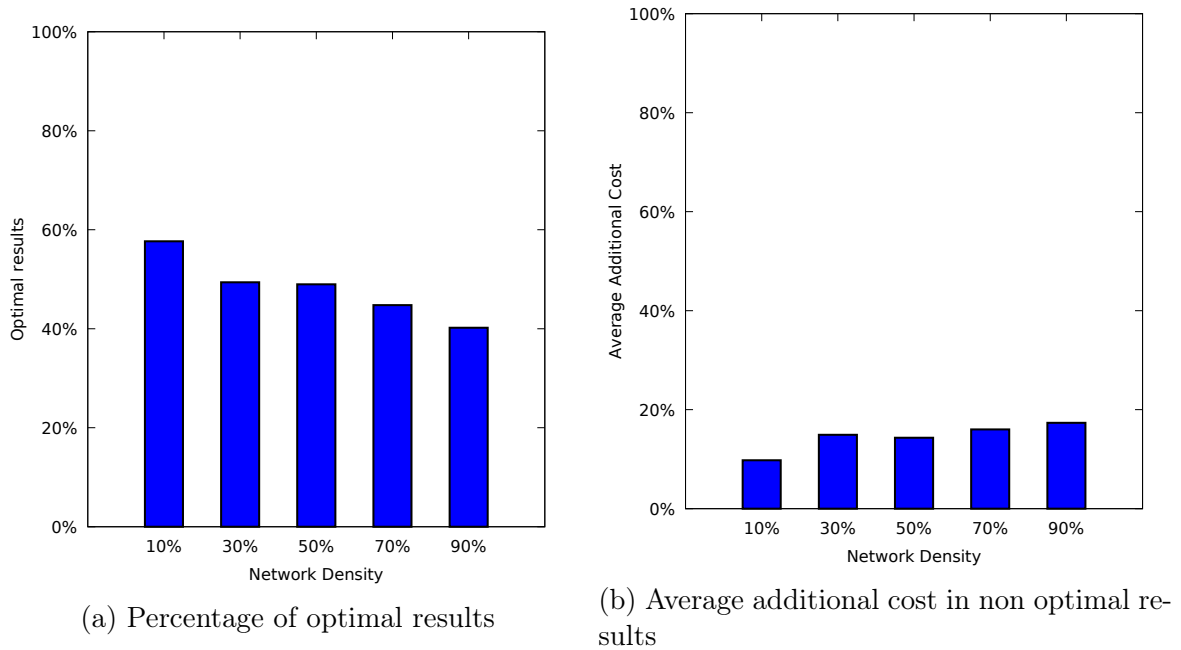 100%
80%
60%
40%
20%
0%
Optimal results
10% 30% 50% 70% 90%
Network Density
(a) Percentage of optimal results
100%
80%
60%
40%
20%
0%
Average Additional Cost
10% 30% 50% 70% 90%
Network Density
(b) Average additional cost in non optimal re-
sults